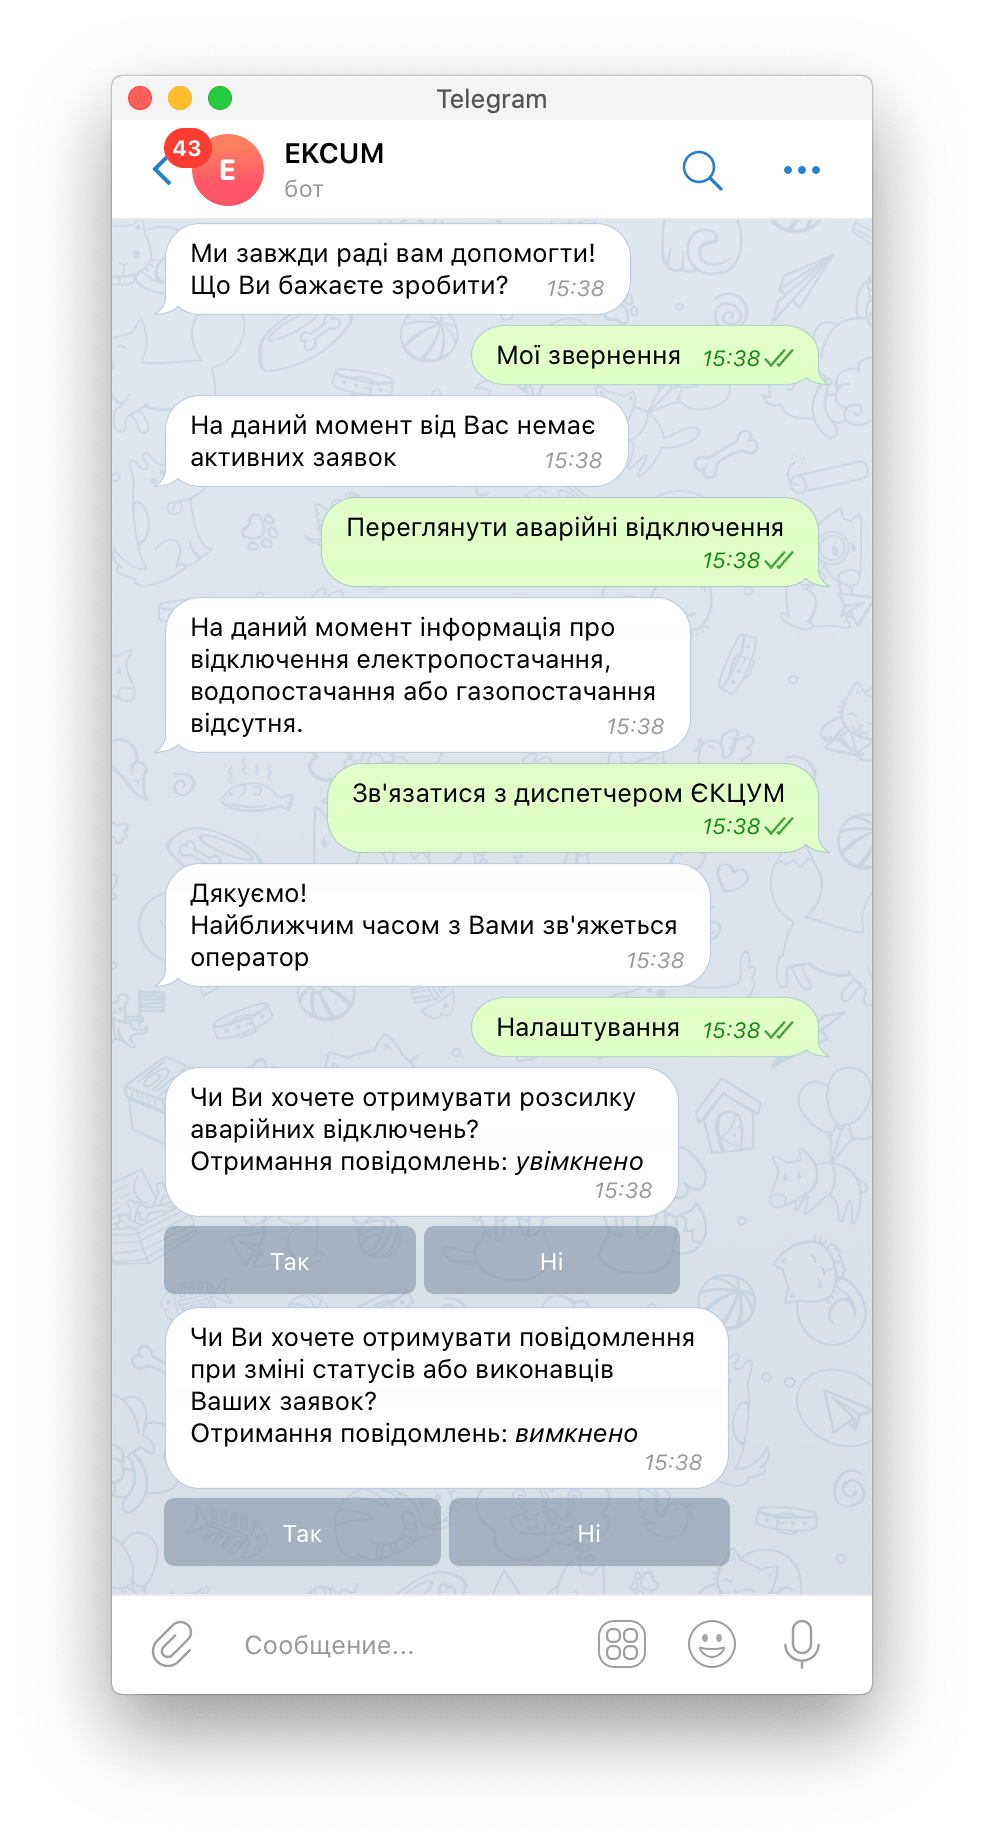 Telegram
43
E
EKCUM
бот
Ми завжди раді вам допомогти!
Що Ви бажаєте зробити? 15:38
Мої звернення 15:38
На даний момент від Вас немає
активних заявок 15:38
Переглянути аварійні відключення
15:38
На даний момент інформація про
відключення електропостачання,
водопостачання або газопостачання
відсутня. 15:38
Зв'язатися з диспетчером ЄКЦУМ
15:38
Дякуємо!
Найближчим часом з Вами зв'яжеться
оператор 15:38
Налаштування 15:38
Чи Ви хочете отримувати розсилку
аварійних відключень?
Отримання повідомлень: увімкнено
15:38
Так Ні
Чи Ви хочете отримувати повідомлення
при зміні статусів або виконавців
Ваших заявок?
Отримання повідомлень: вимкнено
15:38
Так Ні
Сообщение...